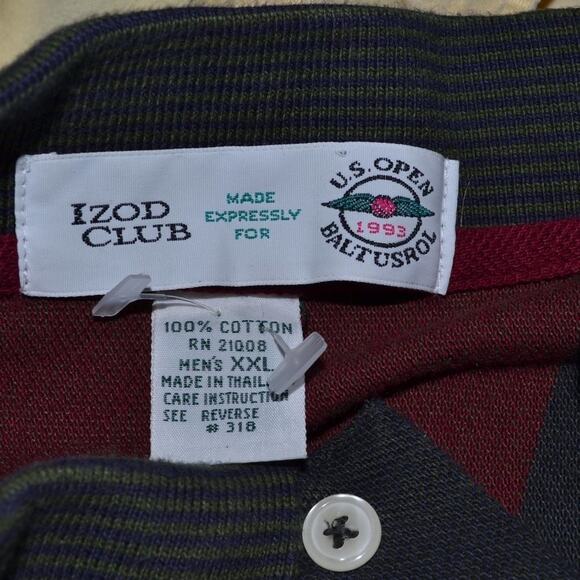 IZOD
CLUB
MADE
EXPRESSLY
FOR
U.S. OPEN
1993
BALTUSROL
100% COTTON
RN 21008
MEN'S XXL
MADE IN
CARE INSTRUCTION
SEE REVERSE
# 318